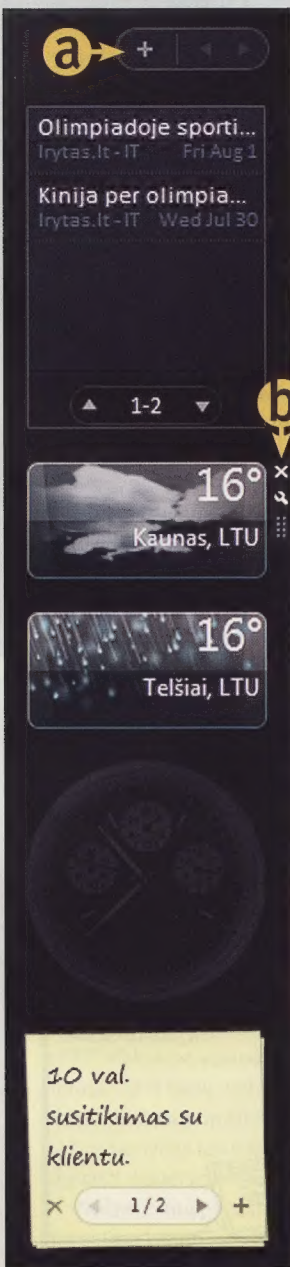 a
Olimpiadoje sporti...
lrytas.lt - IT Fri Aug 1
Kinija per olimpia...
lrytas.lt - IT Wed Jul 30
1-2
b
16°
Kaunas, LTU
16°
Telšiai, LTU
10 val.
susitikimas su
klientu.
1/2